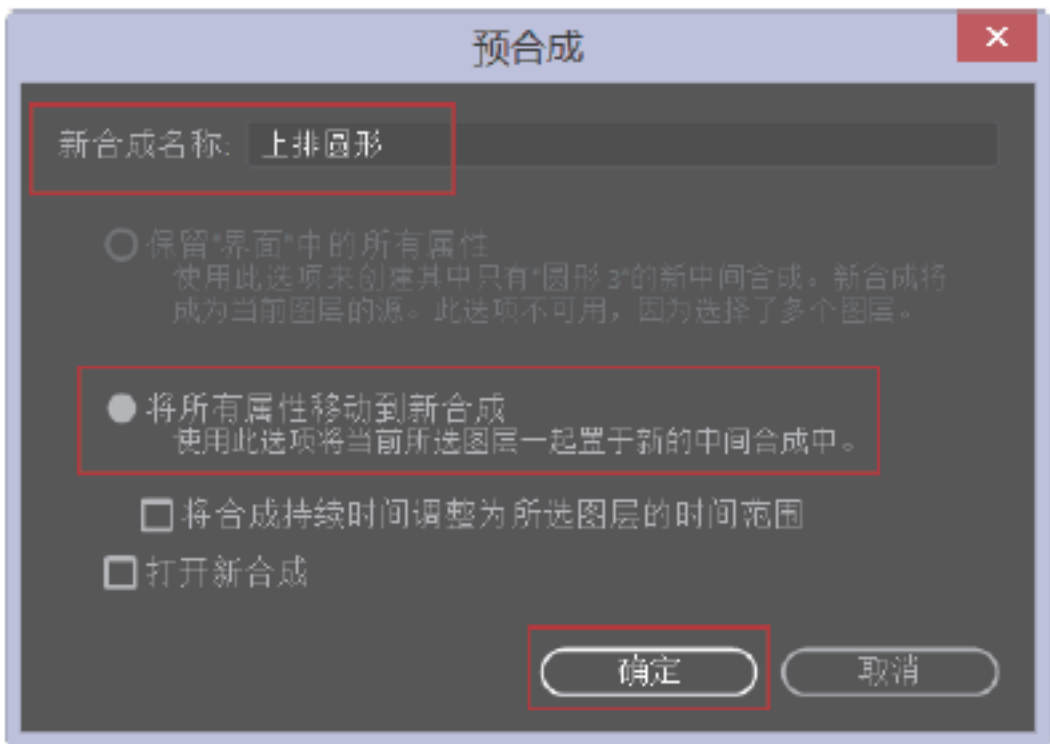 预合成
新合成名称: 上排圆形
保留"界面"中的所有属性
使用此选项来创建其中只有"圆形 3"的新中间合成。新合成将
成为当前图层的源。此选项不可用，因为选择了多个图层。
将所有属性移动到新合成
使用此选项将当前所选图层一起置于新的中间合成中。
将合成持续时间调整为所选图层的时间范围
打开新合成
确定 取消